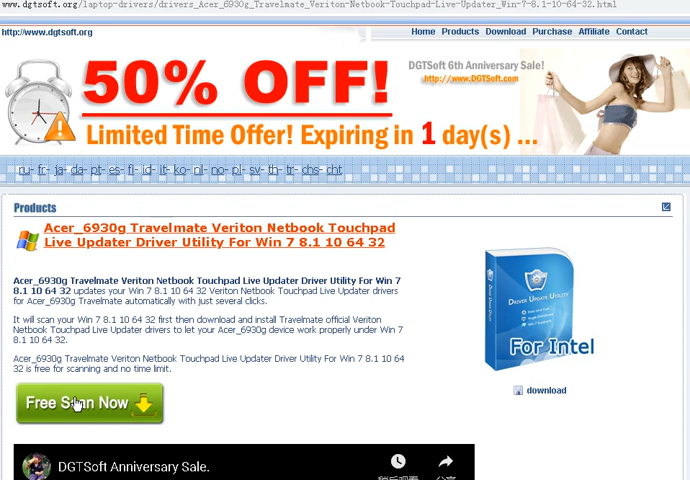 www.dgtsoft.org/laptop-drivers/drivers_Acer_6930g_Travelmate_Veriton-Netbook-Touchpad-Live-Updater_Win-7-8.1-10-64-32.html
http://www.dgtsoft.org
Home Products Download Purchase Affiliate Contact
50% OFF!
DGTSoft 6th Anniversary Sale!
http://www.DGTSoft.com
Limited Time Offer! Expiring in 1 day(s) ...
ru- fr- ja- da- pt- es- fi- id- it- ko- nl- no- pl- sv- th- tr- chs- cht
Products
Acer_6930g Travelmate Veriton Netbook Touchpad
Live Updater Driver Utility For Win 7 8.1 10 64 32
Acer_6930g Travelmate Veriton Netbook Touchpad Live Updater Driver Utility For Win 7
8.1 10 64 32 updates your Win 7 8.1 10 64 32 Veriton Netbook Touchpad Live Updater drivers
for Acer_6930g Travelmate automatically with just several clicks.
It will scan your Win 7 8.1 10 64 32 first then download and install Travelmate official Veriton
Netbook Touchpad Live Updater drivers to let your Acer_6930g device work properly under Win 7
8.1 10 64 32.
Acer_6930g Travelmate Veriton Netbook Touchpad Live Updater Driver Utility For Win 7 8.1 10 64
32 is free for scanning and no time limit.
Driver Update Utility
For Intel
download
Free Scan Now
DGTSoft Anniversary Sale.